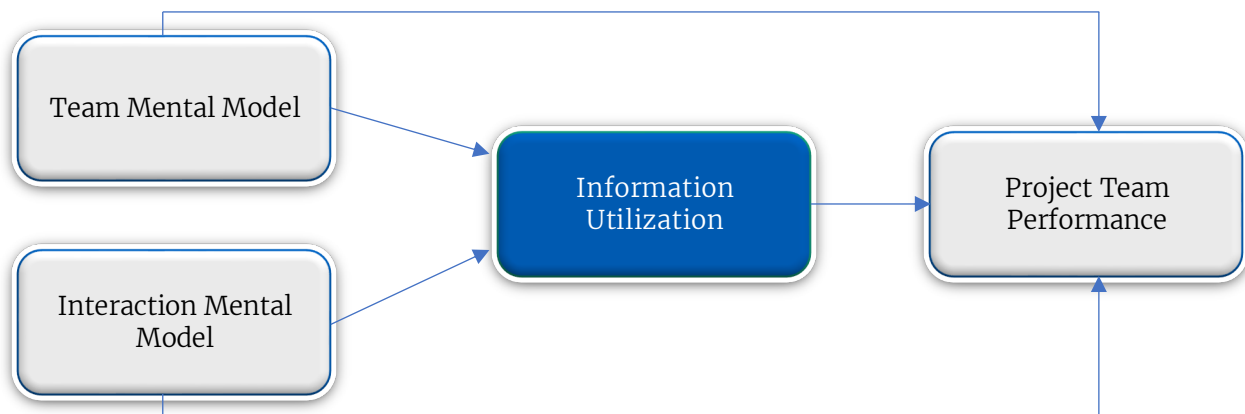 Team Mental Model
Information
Utilization
Project Team
Performance
Interaction Mental
Model